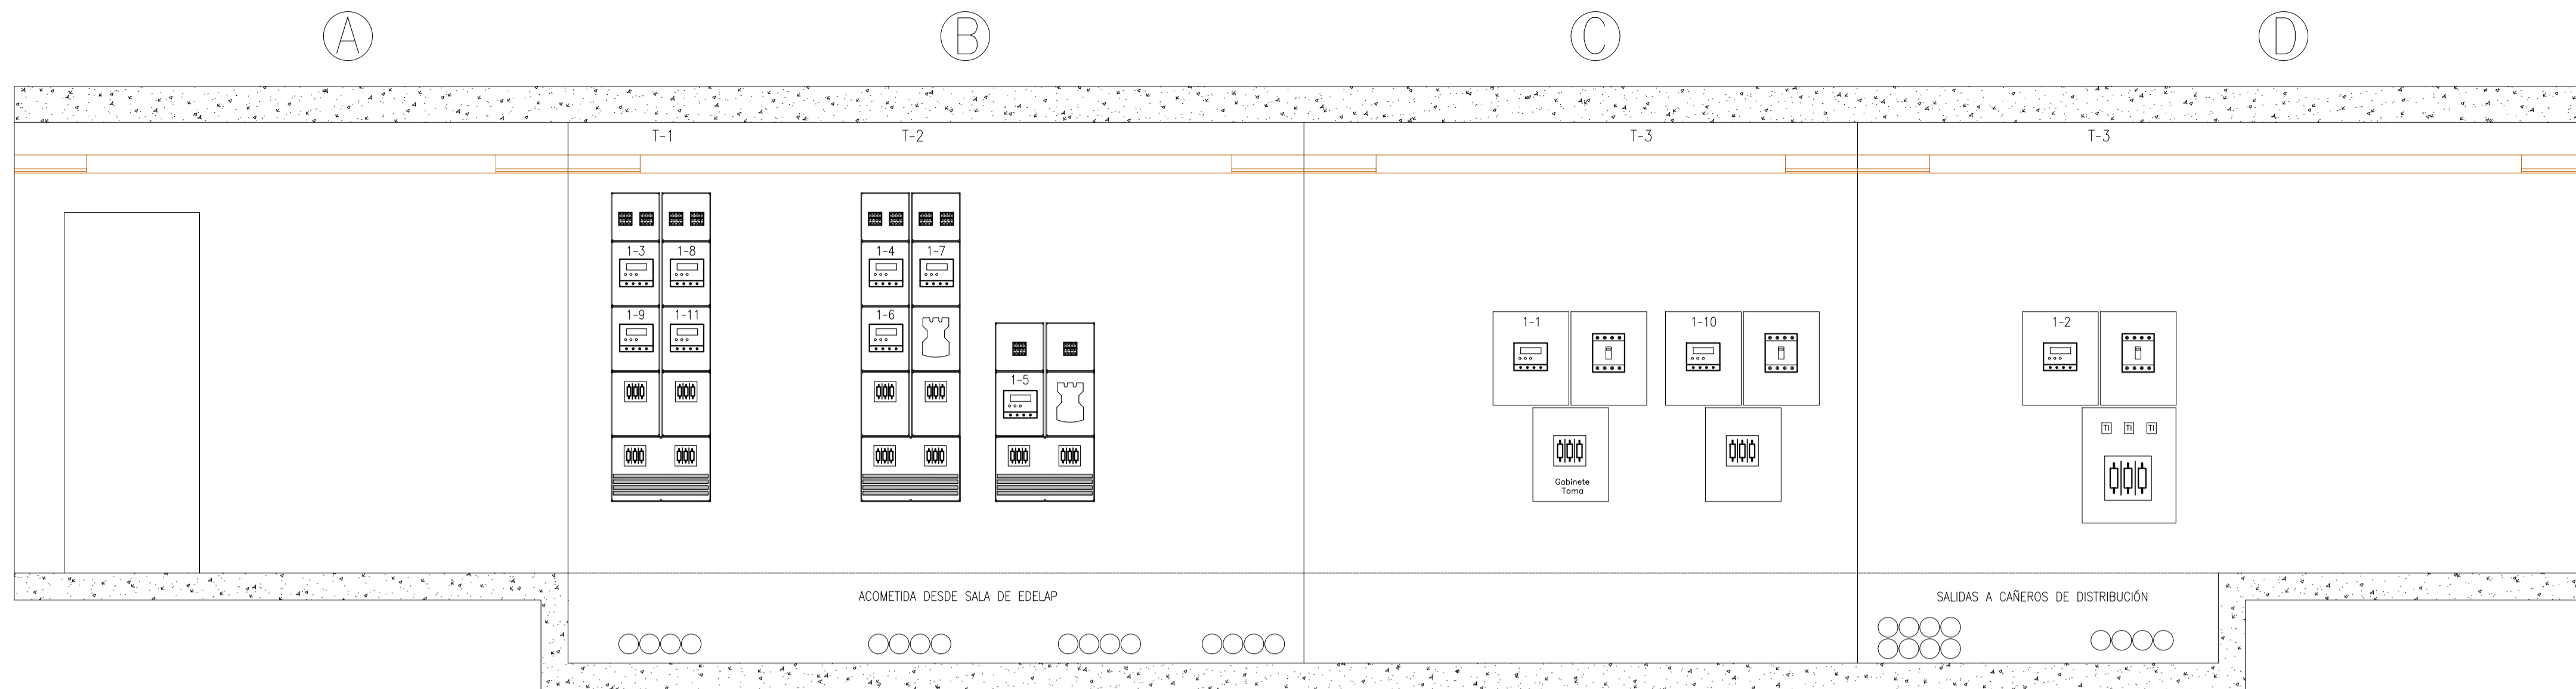 A B C D
T-1 T-2 T-3 T-3
1-3 1-8 1-4 1-7
1-9 1-11 1-6
1-1 1-10 1-2
1-5
TI TI TI
Gabinete
Toma
ACOMETIDA DESDE SALA DE EDELAP
SALIDAS A CAÑEROS DE DISTRIBUCIÓN